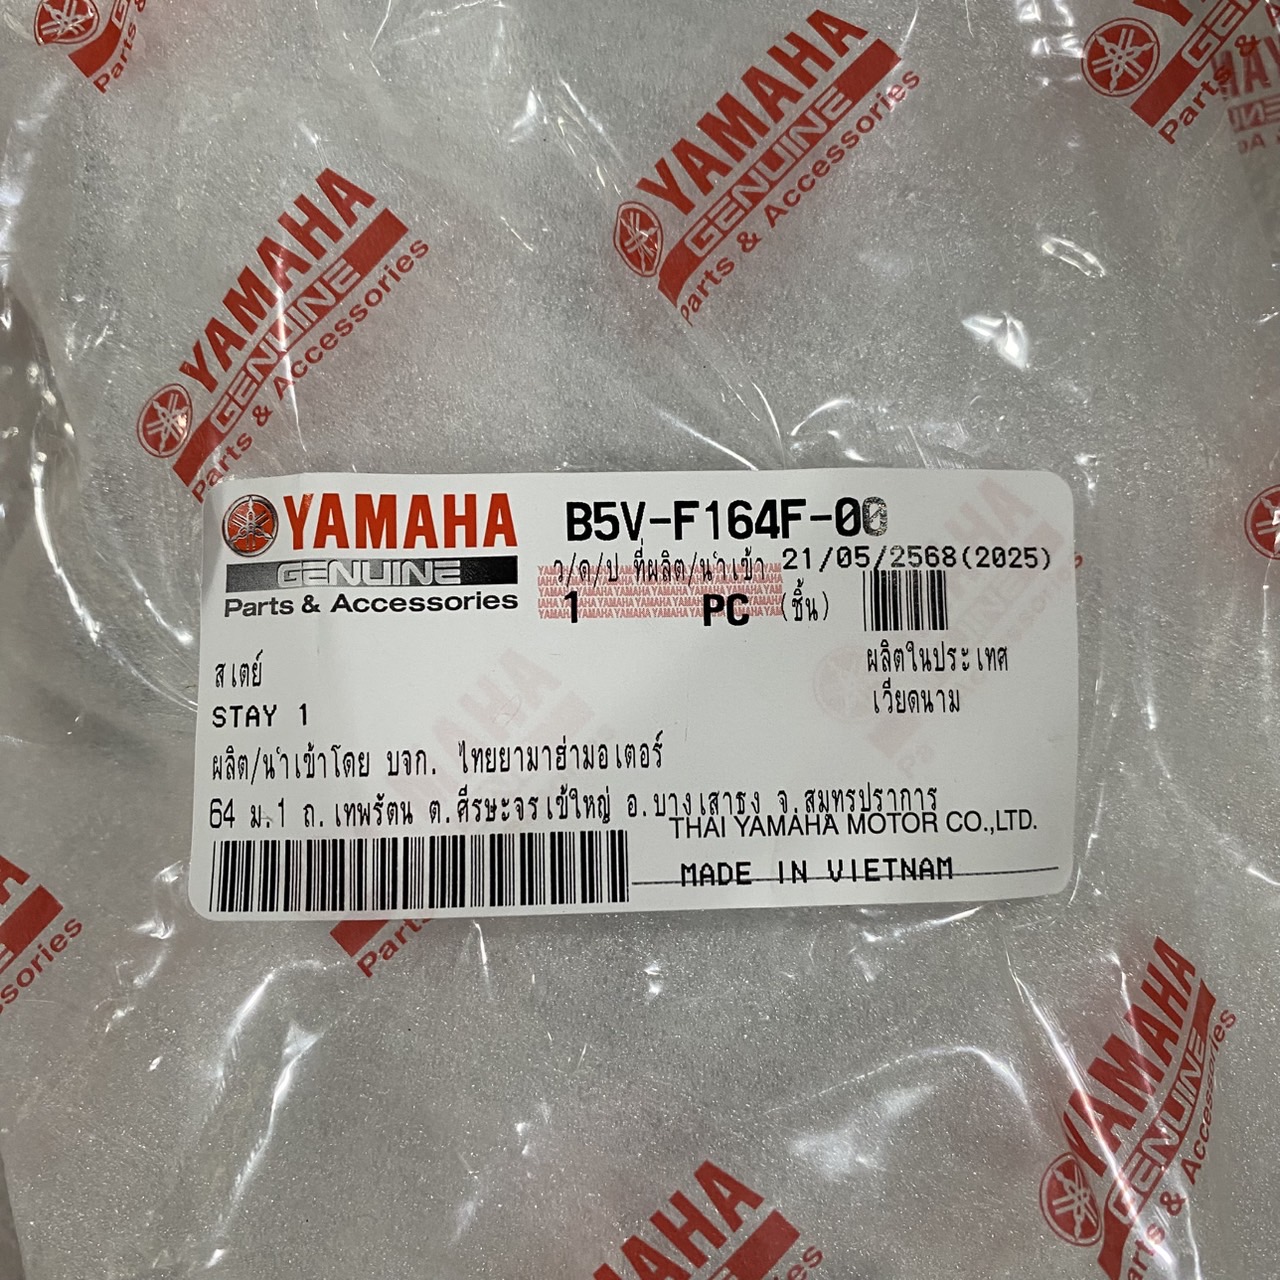 YAMAHA
GENUINE
Parts & Accessories
B5V-F164F-00
ว/ด/ป ที่ผลิต/นำเข้า 21/05/2568(2025)
1 PC (ชิ้น)
สเตย์
STAY 1
ผลิตในประเทศ
เวียดนาม
ผลิต/นำเข้าโดย บจก. ไทยยามาฮ่ามอเตอร์
64 ม.1 ถ.เทพรัตน ต.ศีรษะจรเข้ใหญ่ อ.บางเสาธง จ.สมุทรปราการ
THAI YAMAHA MOTOR CO.,LTD.
MADE IN VIETNAM
YAMAHA
GENUINE
Parts & Accessories
YAMAHA
GENUINE
Parts & Accessories
YAMAHA
GENUINE
Parts & Accessories